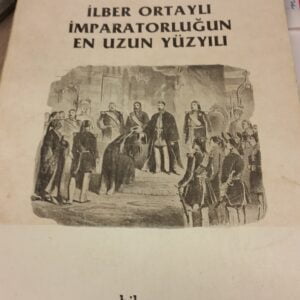 İLBER ORTAYLI
İMPARATORLUĞUN
EN UZUN YÜZYILI